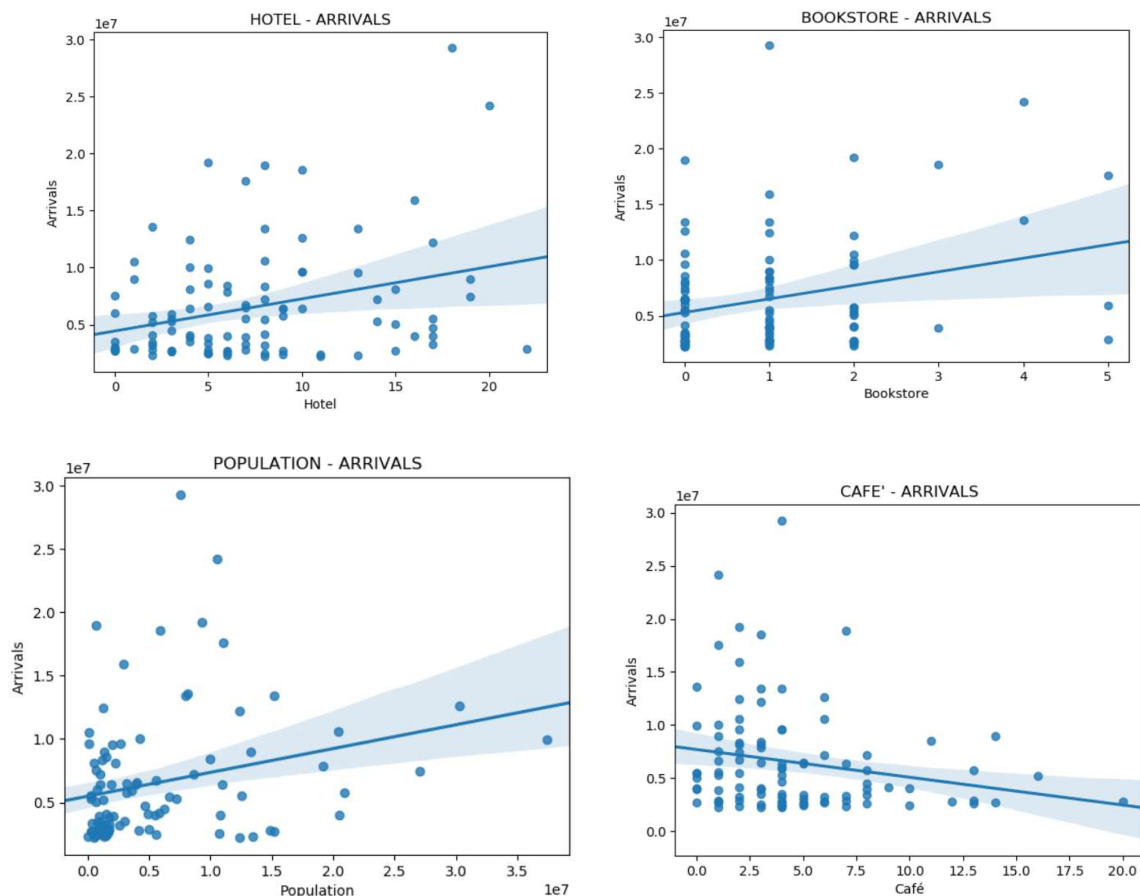 HOTEL - ARRIVALS
1e7
3.0
2.5
2.0
1.5
1.0
0.5
Arrivals
0 5 10 15 20
Hotel
BOOKSTORE - ARRIVALS
1e7
3.0
2.5
2.0
1.5
1.0
0.5
Arrivals
0 1 2 3 4 5
Bookstore
POPULATION - ARRIVALS
1e7
3.0
2.5
2.0
1.5
1.0
0.5
Arrivals
0.0 0.5 1.0 1.5 2.0 2.5 3.0 3.5
1e7
Population
CAFE' - ARRIVALS
1e7
3.0
2.5
2.0
1.5
1.0
0.5
0.0
Arrivals
0.0 2.5 5.0 7.5 10.0 12.5 15.0 17.5 20.0
Café